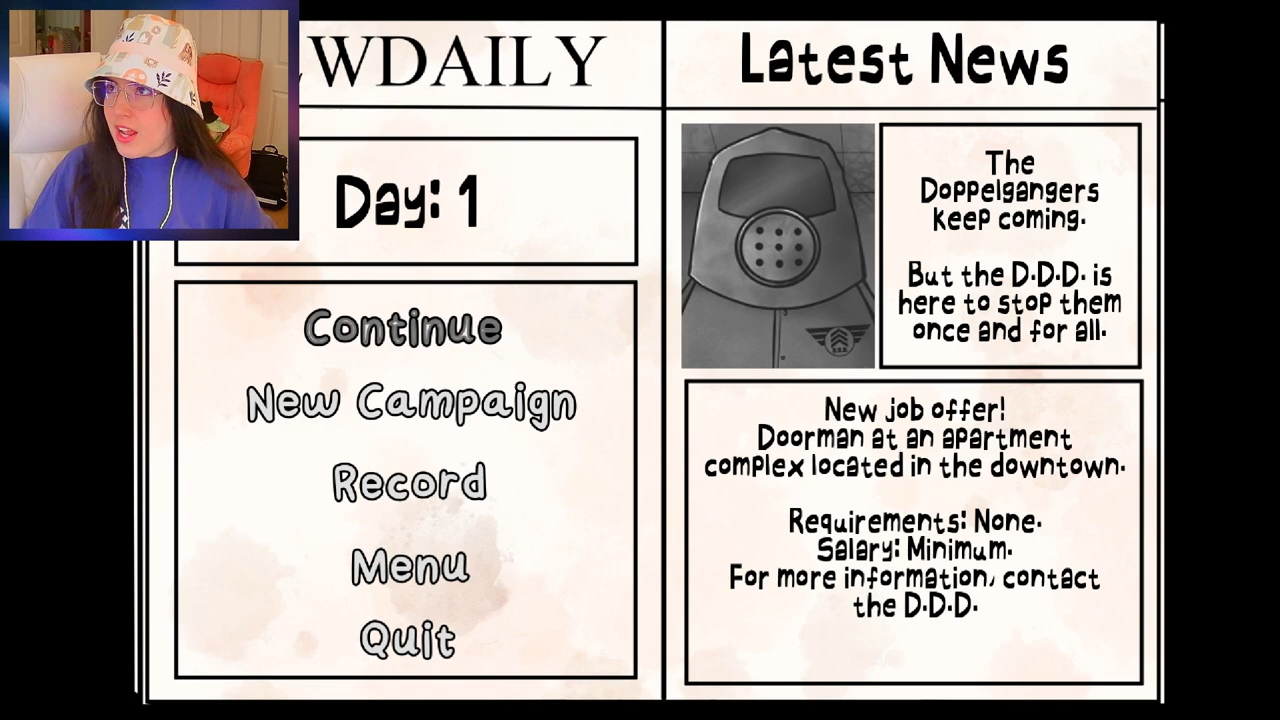 WDAILY
Day: 1
Continue
New Campaign
Record
Menu
Quit
Latest News
The
Doppelgangers
keep coming.
But the D.D.D. is
here to stop them
once and for all.
New job offer!
Doorman at an apartment
complex located in the downtown.
Requirements: None.
Salary: Minimum.
For more information, contact
the D.D.D.